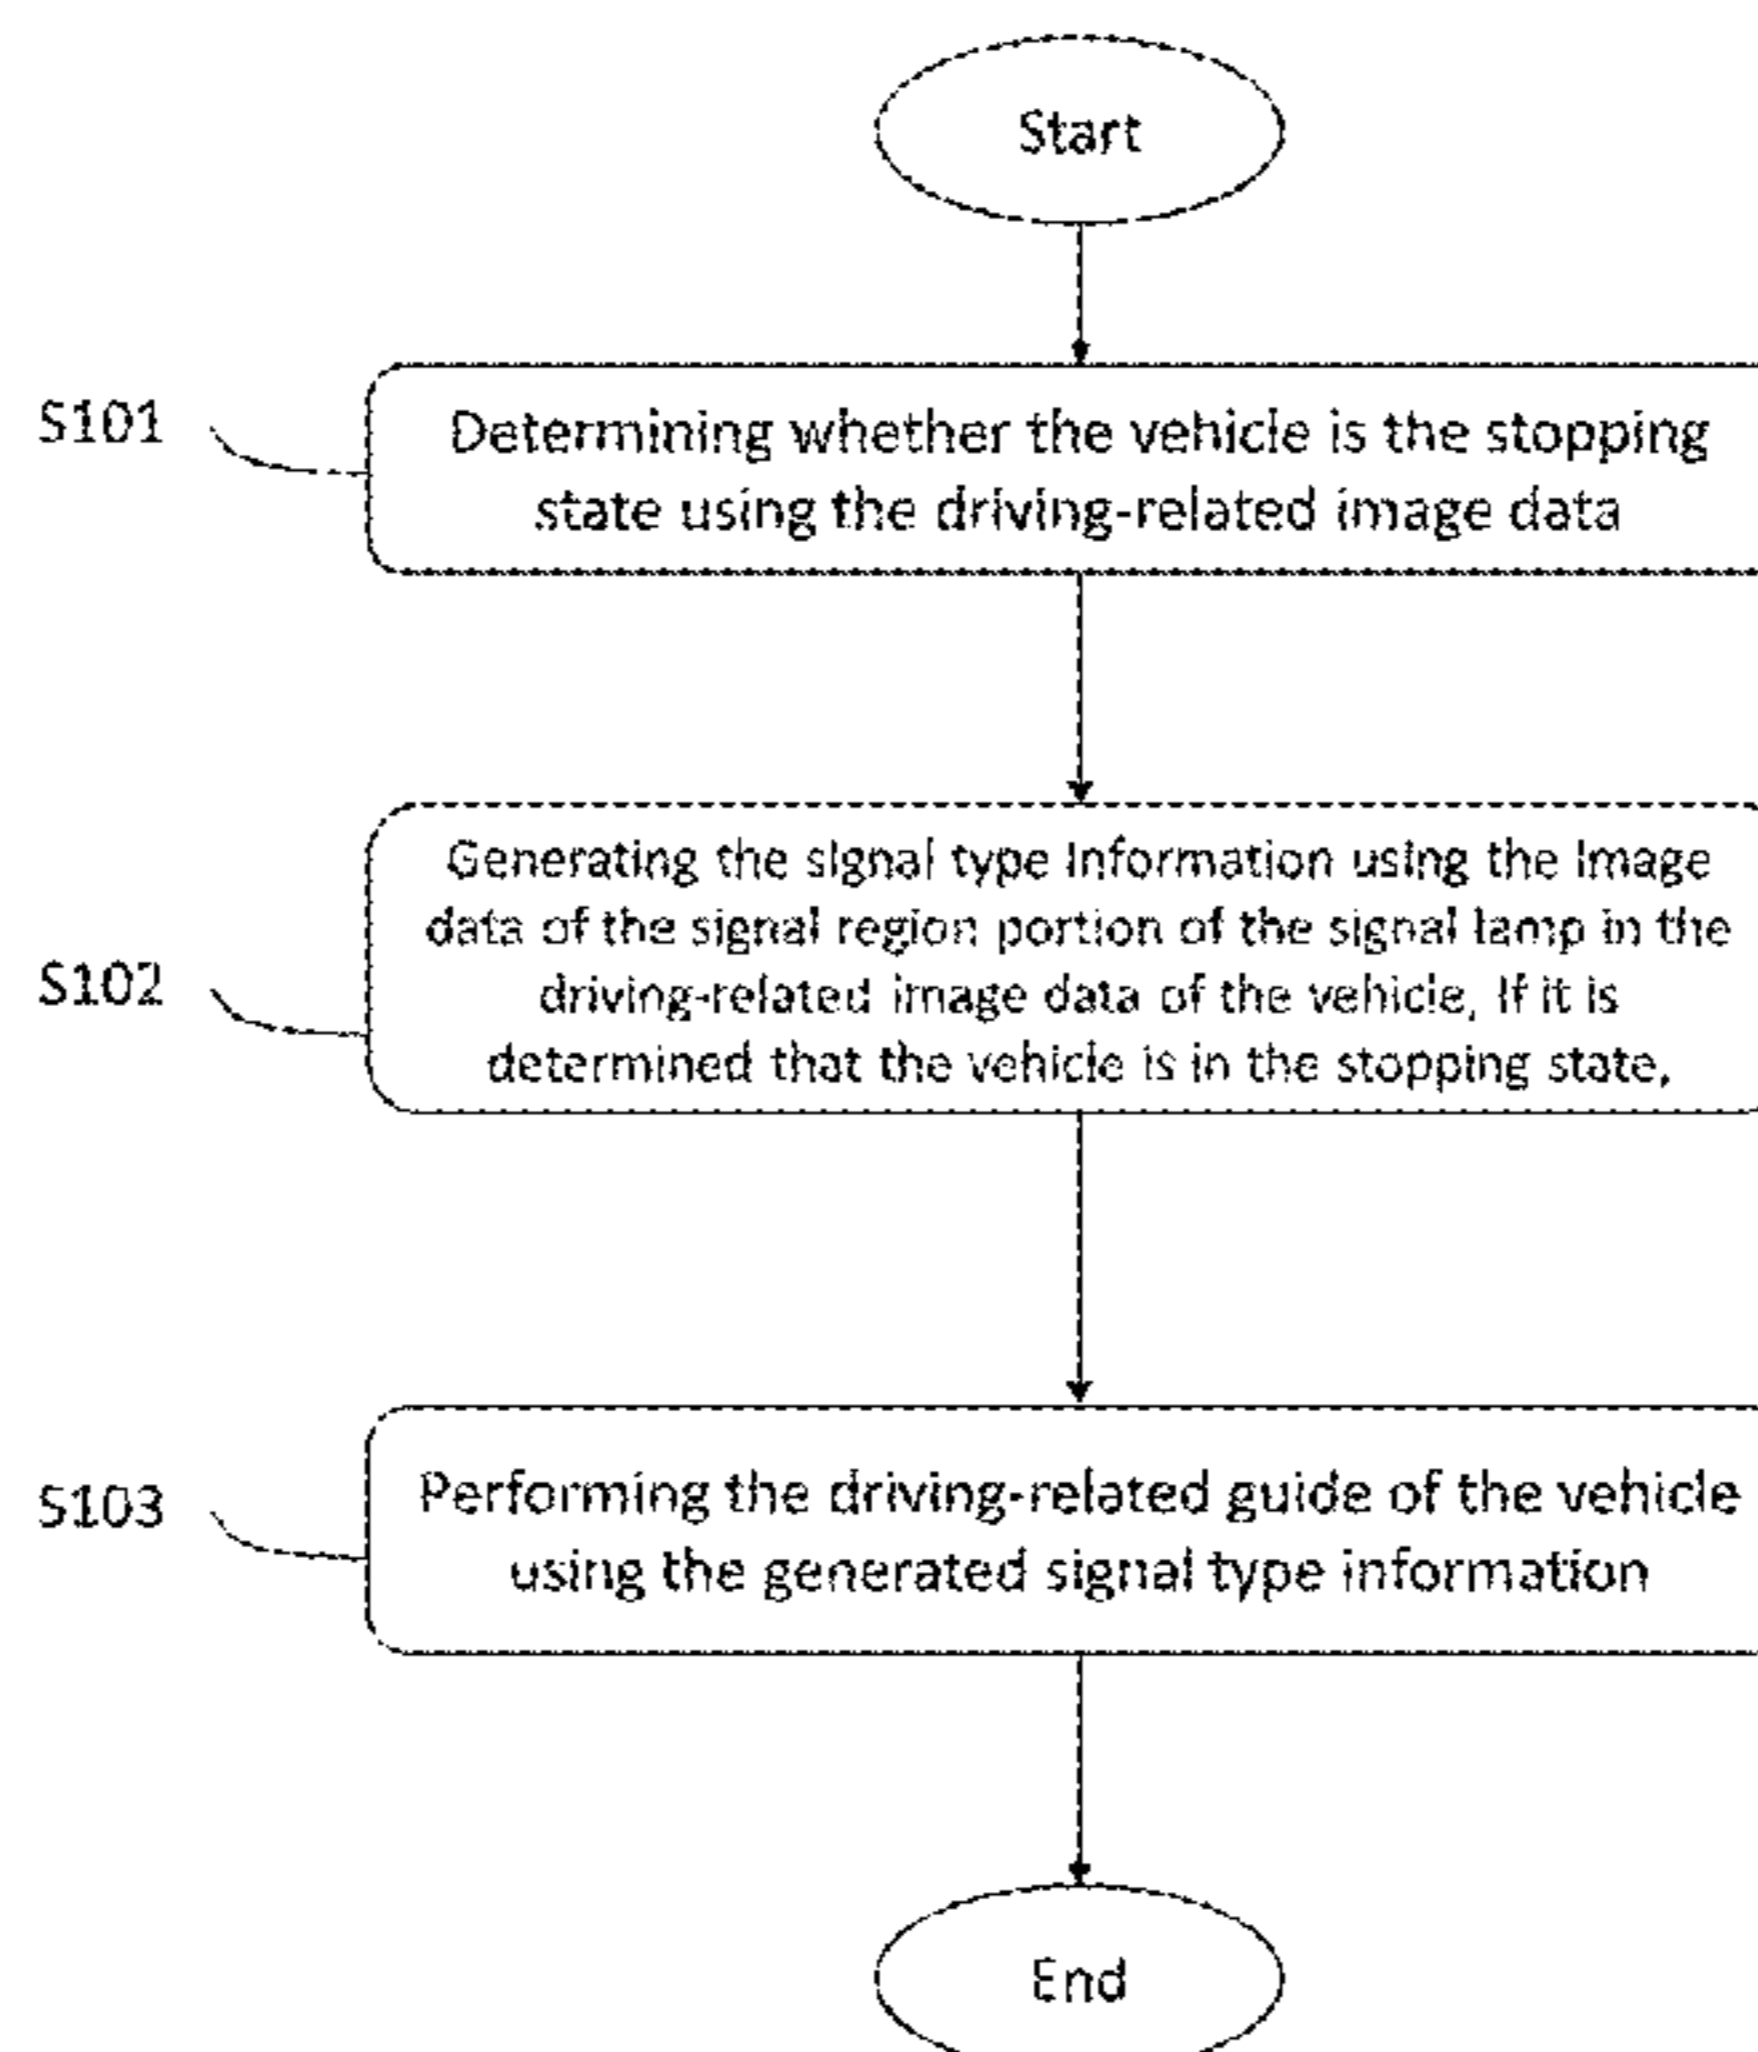 Start
S101
Determining whether the vehicle is the stopping
state using the driving-related image data
S102
Generating the signal type information using the image
data of the signal region portion of the signal lamp in the
driving-related image data of the vehicle, If it is
determined that the vehicle is in the stopping state,
S103
Performing the driving-related guide of the vehicle
using the generated signal type information
End